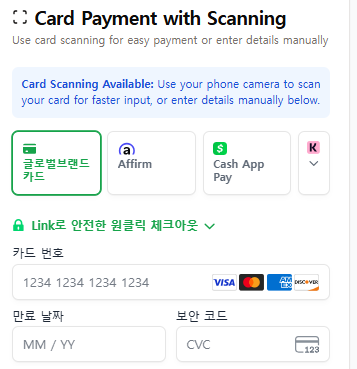 Card Payment with Scanning
Use card scanning for easy payment or enter details manually
Card Scanning Available: Use your phone camera to scan
your card for faster input, or enter details manually below.
글로벌브랜드
카드
a
Affirm
$
Cash App
Pay
K
Link로 안전한 원클릭 체크아웃
카드 번호
1234 1234 1234 1234
VISA
AM
EX
DISCOVER
만료 날짜
보안 코드
MM / YY
CVC
123